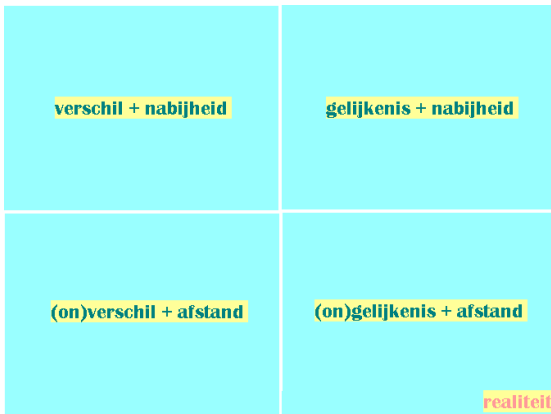 verschil + nabijheid
gelijkenis + nabijheid
(on)verschil + afstand
(on)gelijkenis + afstand
realiteit